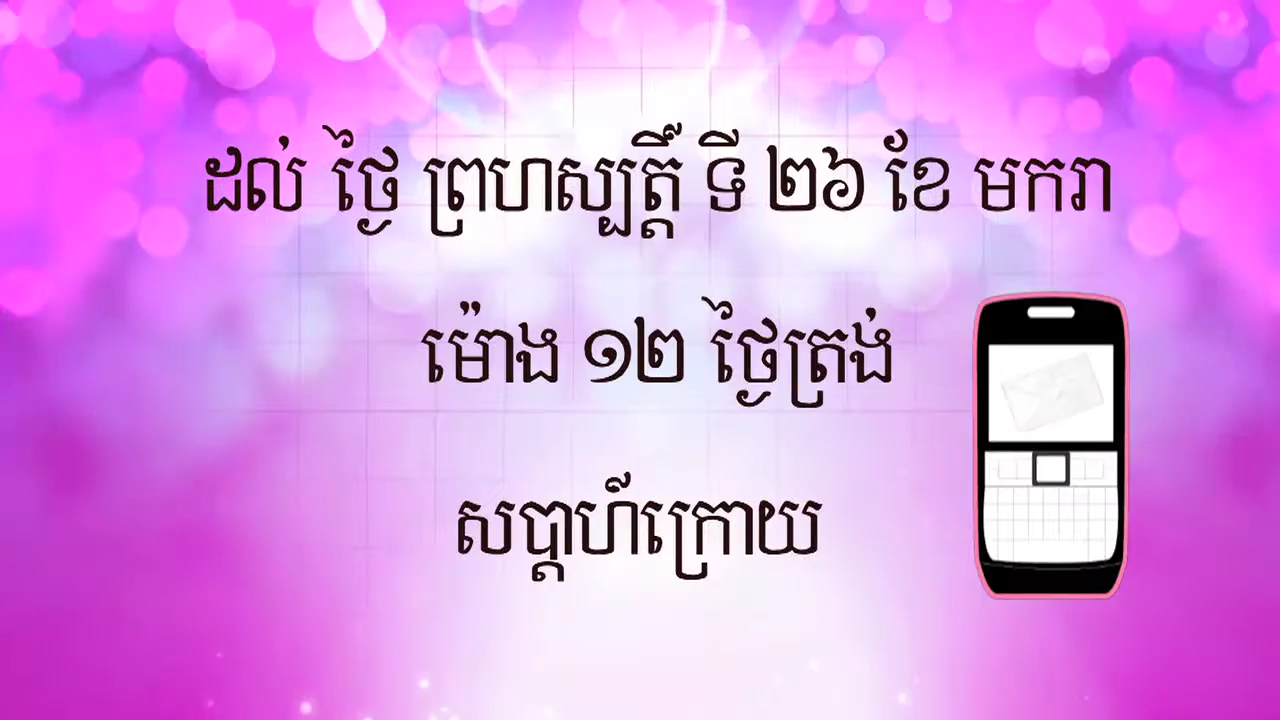 ដល់ ថ្ងៃ ព្រហស្បត្តិ៍ ទី ២៦ ខែ មករា
ម៉ោង ១២ ថ្ងៃត្រង់
សប្តាហ៍ក្រោយ